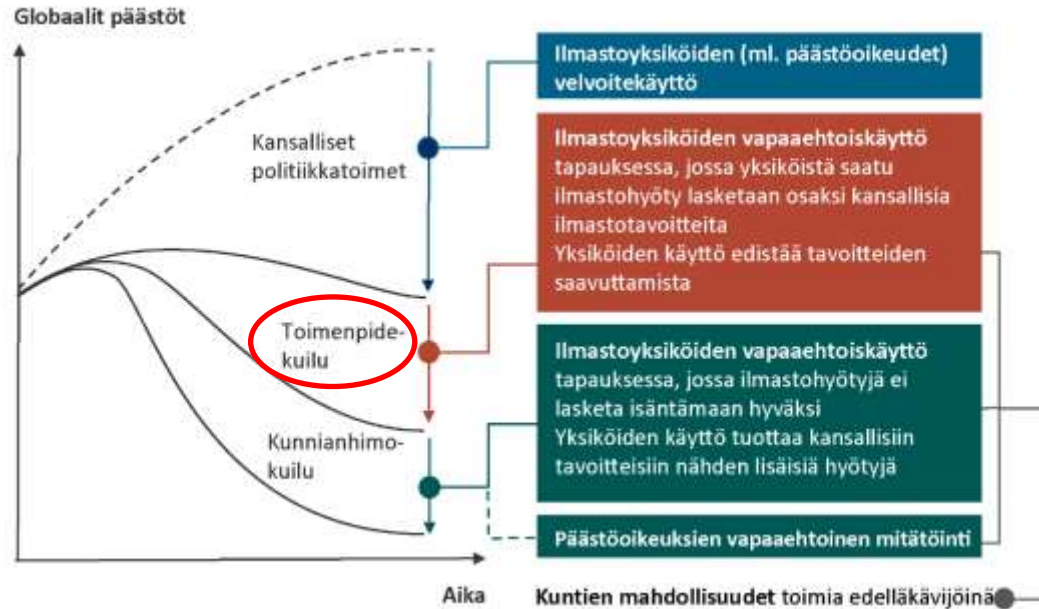 Globaalit päästöt
Kansalliset
politiikkatoimet
Toimenpide-
kuilu
Kunnianhimo-
kuilu
Aika
Ilmastoyksiköiden (ml. päästöoikeudet)
velvoitekäyttö
Ilmastoyksiköiden vapaaehtoiskäyttö
tapauksessa, jossa yksiköistä saatu
ilmastohyöty lasketaan osaksi kansallisia
ilmastotavoitteita
Yksiköiden käyttö edistää tavoitteiden
saavuttamista
Ilmastoyksiköiden vapaaehtoiskäyttö
tapauksessa, jossa ilmastohyötyjä ei
lasketa isäntämaan hyväksi
Yksiköiden käyttö tuottaa kansallisiin
tavoitteisiin nähden lisäisiä hyötyjä
Päästöoikeuksien vapaaehtoinen mitätöinti
Kuntien mahdollisuudet toimia edelläkävijöinä